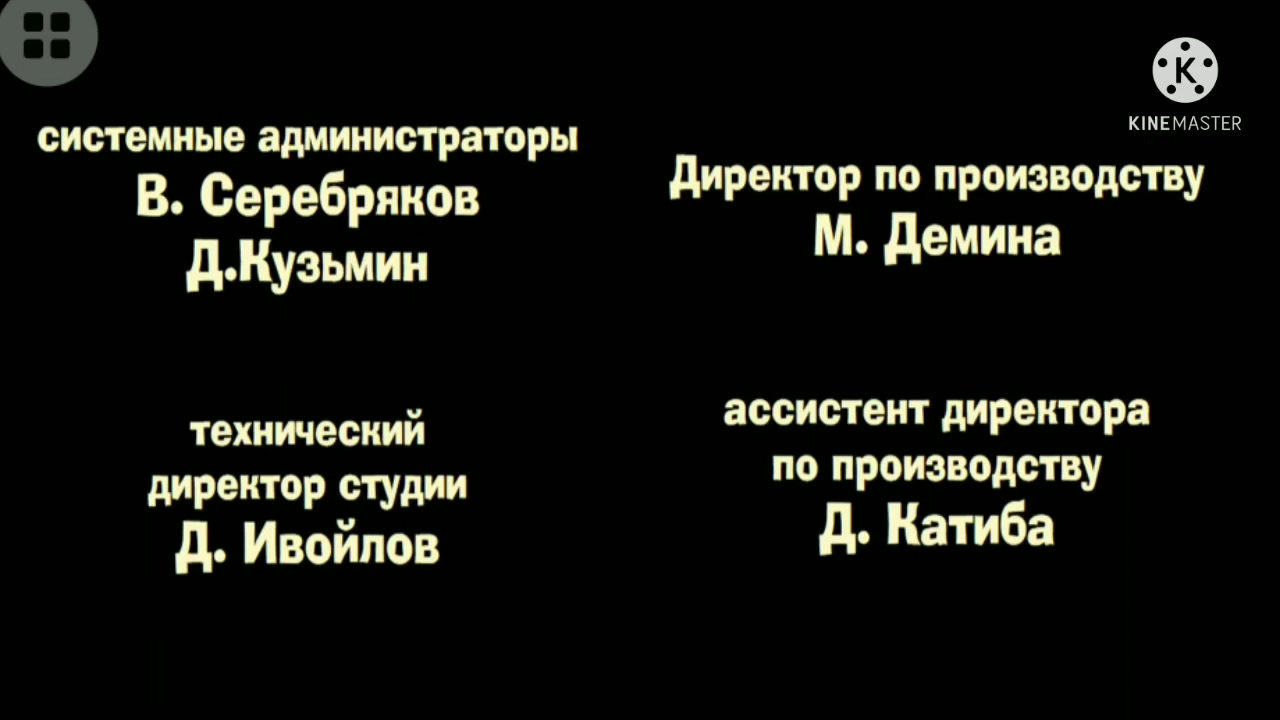 системные администраторы
В. Серебряков
Д.Кузьмин
технический
директор студии
Д. Ивойлов
Директор по производству
М. Демина
ассистент директора
по производству
Д. Катиба
K
KINEMASTER